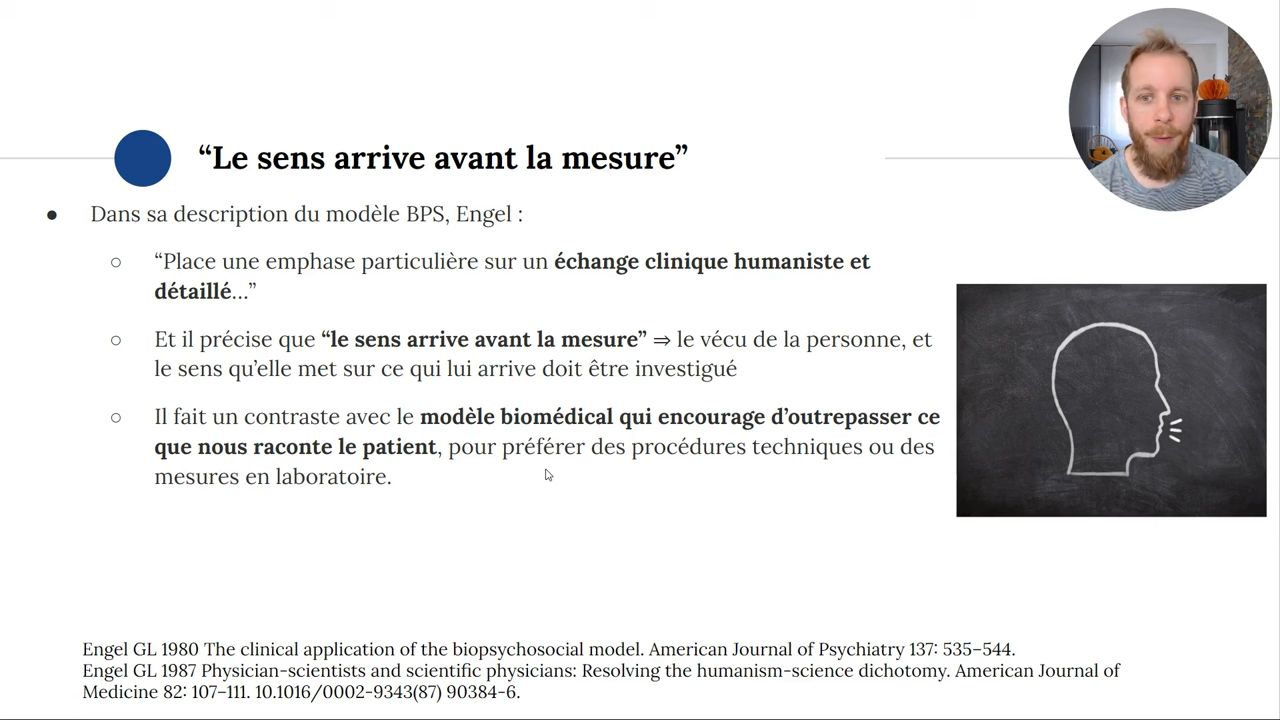 “Le sens arrive avant la mesure”
● Dans sa description du modèle BPS, Engel :
○ “Place une emphase particulière sur un échange clinique humaniste et
détaillé…”
○ Et il précise que “le sens arrive avant la mesure” ⇒ le vécu de la personne, et
le sens qu’elle met sur ce qui lui arrive doit être investigué
○ Il fait un contraste avec le modèle biomédical qui encourage d’outrepasser ce
que nous raconte le patient, pour préférer des procédures techniques ou des
mesures en laboratoire.
Engel GL 1980 The clinical application of the biopsychosocial model. American Journal of Psychiatry 137: 535–544.
Engel GL 1987 Physician-scientists and scientific physicians: Resolving the humanism-science dichotomy. American Journal of
Medicine 82: 107–111. 10.1016/0002-9343(87) 90384-6.